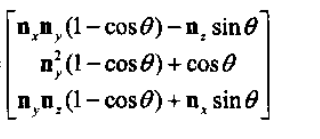 n_x n_y (1 − cos θ) − n_z sin θ
n_y^2 (1 − cos θ) + cos θ
n_y n_z (1 − cos θ) + n_x sin θ